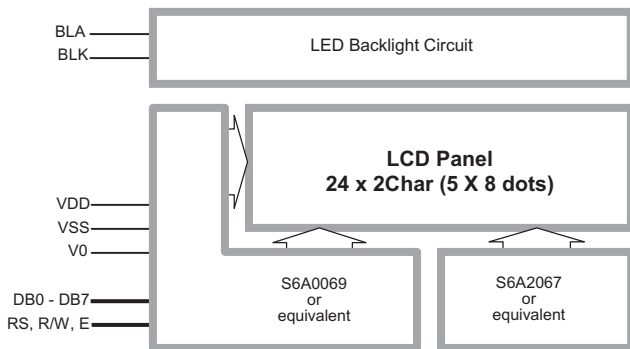 BLA
BLK
LED Backlight Circuit
LCD Panel
24 x 2Char (5 X 8 dots)
VDD
VSS
V0
DB0 - DB7
RS, R/W, E
S6A0069
or
equivalent
S6A2067
or
equivalent